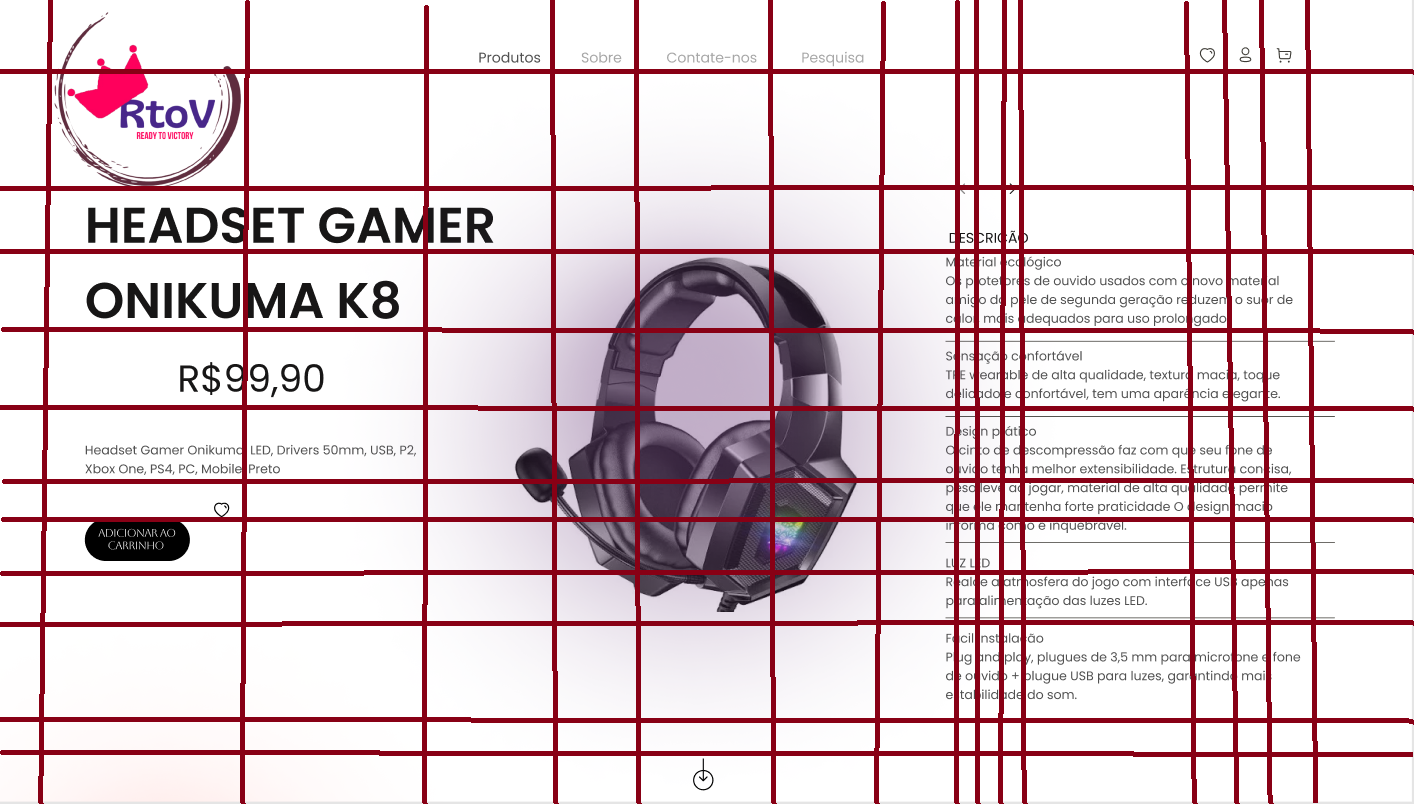 Produtos
Sobre
Contate-nos
Pesquisa
RtoV
READY TO VICTORY
HEADSET GAMER
ONIKUMA K8
R$99,90
Headset Gamer Onikuma, LED, Drivers 50mm, USB, P2,
Xbox One, PS4, PC, Mobile, Preto
ADICIONAR AO
CARRINHO
DESCRIÇÃO
Material ecológico
Os protetores de ouvido usados com o novo material
amigo da pele de segunda geração reduzem o suor de
calor, mais adequados para uso prolongado.
Sensação confortável
TPE wearable de alta qualidade, textura macia, toque
delicado e confortável, tem uma aparência elegante.
Design prático
O cinto de descompressão faz com que seu fone de
ouvido tenha melhor extensibilidade. Estrutura concisa,
peso leve ao jogar, material de alta qualidade permite
que ele mantenha forte praticidade O design macio
informa como é inquebrável.
LUZ LED
Realce a atmosfera do jogo com interface USB apenas
para alimentação das luzes LED.
Fácil instalação
Plug and play, plugues de 3,5 mm para microfone e fone
de ouvido + plugue USB para luzes, garantindo mais
estabilidade do som.